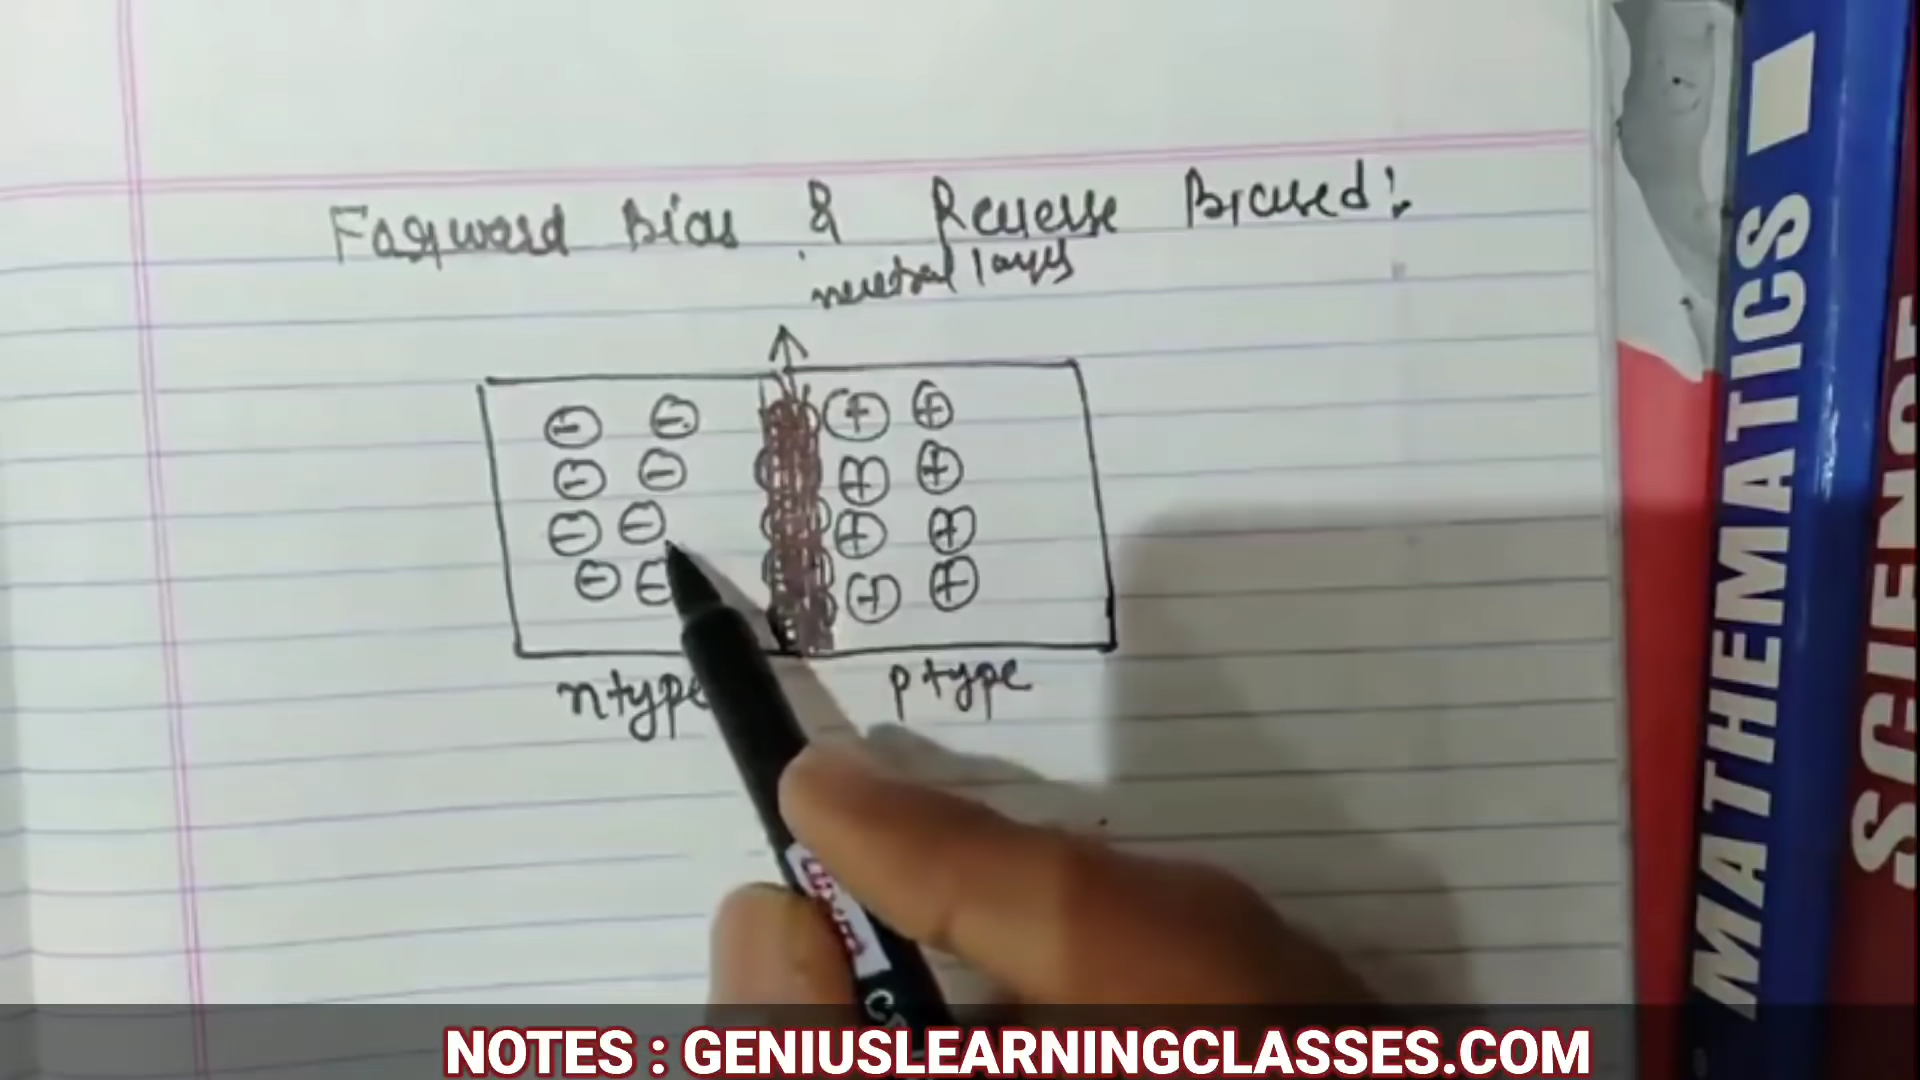 Forward Bias & Reverse Biased:
neutral layer
n type
p type
MATHEMATICS
SCIENCE
NOTES : GENIUSLEARNINGCLASSES.COM